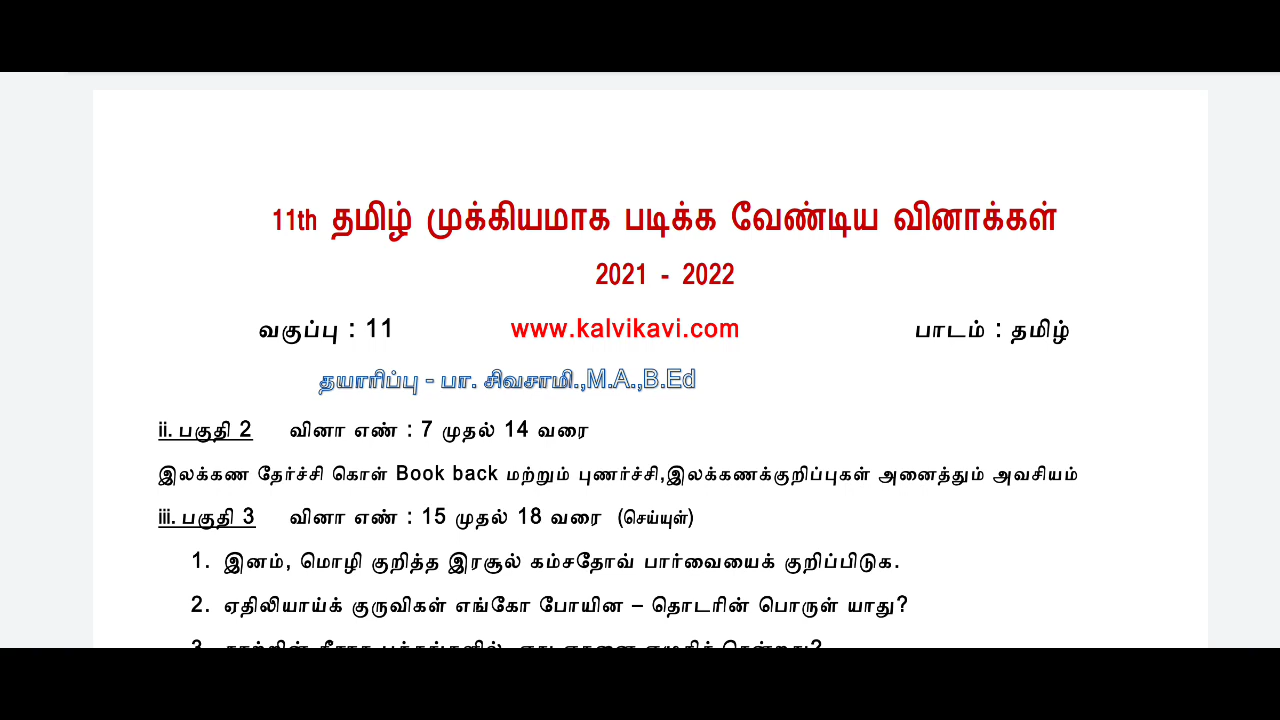 11th தமிழ் முக்கியமாக படிக்க வேண்டிய வினாக்கள்
2021 - 2022
வகுப்பு : 11 www.kalvikavi.com பாடம் : தமிழ்
தயாரிப்பு - பா. சிவசாமி.,M.A.,B.Ed
ii. பகுதி 2 வினா எண் : 7 முதல் 14 வரை
இலக்கண தேர்ச்சி கொள் Book back மற்றும் புணர்ச்சி,இலக்கணக்குறிப்புகள் அனைத்தும் அவசியம்
iii. பகுதி 3 வினா எண் : 15 முதல் 18 வரை (செய்யுள்)
1. இனம், மொழி குறித்த இரசூல் கம்சதோவ் பார்வையைக் குறிப்பிடுக.
2. ஏதிலியாய்க் குருவிகள் எங்கோ போயின – தொடரின் பொருள் யாது?
3.